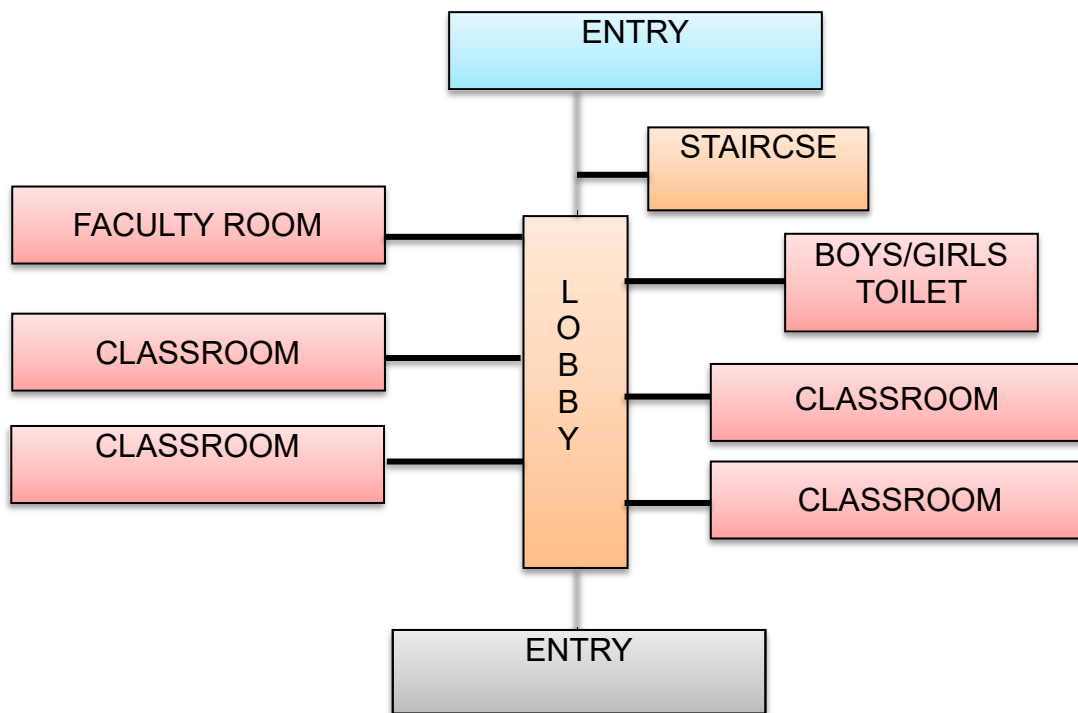 ENTRY
STAIRCSE
FACULTY ROOM
BOYS/GIRLS
TOILET
L
O
B
B
Y
CLASSROOM
CLASSROOM
CLASSROOM
CLASSROOM
ENTRY